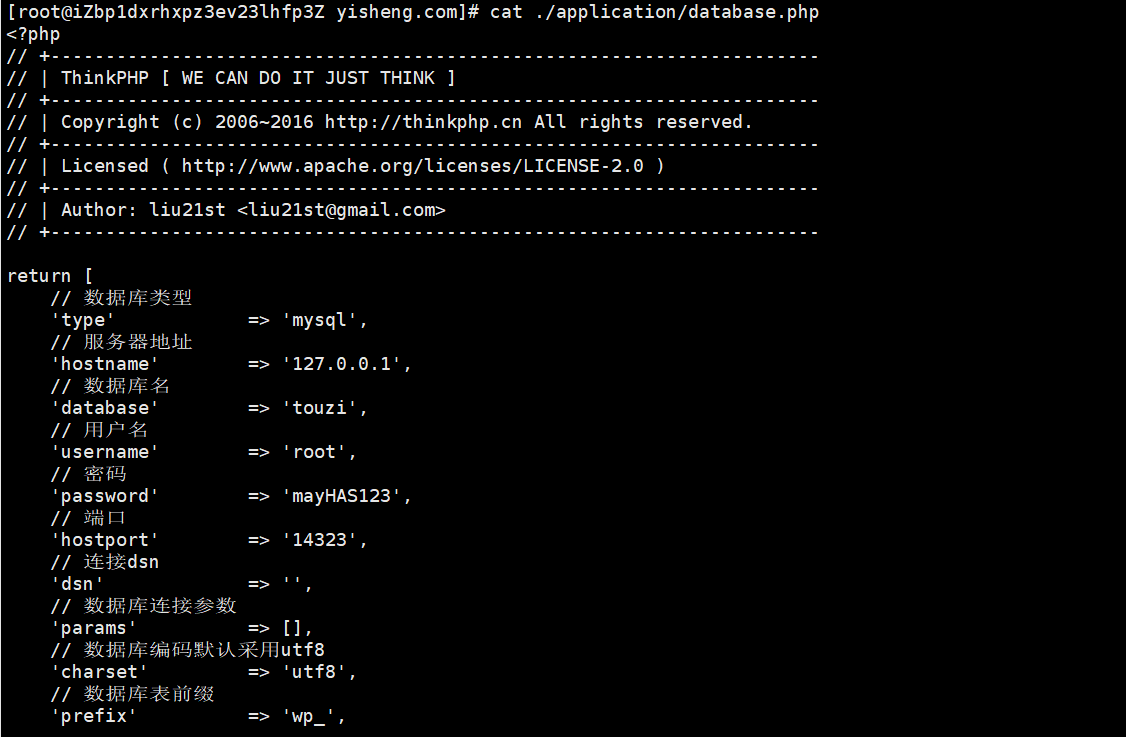 [root@iZbp1dxrhxpz3ev23lhfp3Z yisheng.com]# cat ./application/database.php
<?php
// +----------------------------------------------------------------------
// | ThinkPHP [ WE CAN DO IT JUST THINK ]
// +----------------------------------------------------------------------
// | Copyright (c) 2006~2016 http://thinkphp.cn All rights reserved.
// +----------------------------------------------------------------------
// | Licensed ( http://www.apache.org/licenses/LICENSE-2.0 )
// +----------------------------------------------------------------------
// | Author: liu21st <liu21st@gmail.com>
// +----------------------------------------------------------------------
return [
    // 数据库类型
    'type'            => 'mysql',
    // 服务器地址
    'hostname'        => '127.0.0.1',
    // 数据库名
    'database'        => 'touzi',
    // 用户名
    'username'        => 'root',
    // 密码
    'password'        => 'mayHAS123',
    // 端口
    'hostport'        => '14323',
    // 连接dsn
    'dsn'             => '',
    // 数据库连接参数
    'params'          => [],
    // 数据库编码默认采用utf8
    'charset'         => 'utf8',
    // 数据库表前缀
    'prefix'          => 'wp_',